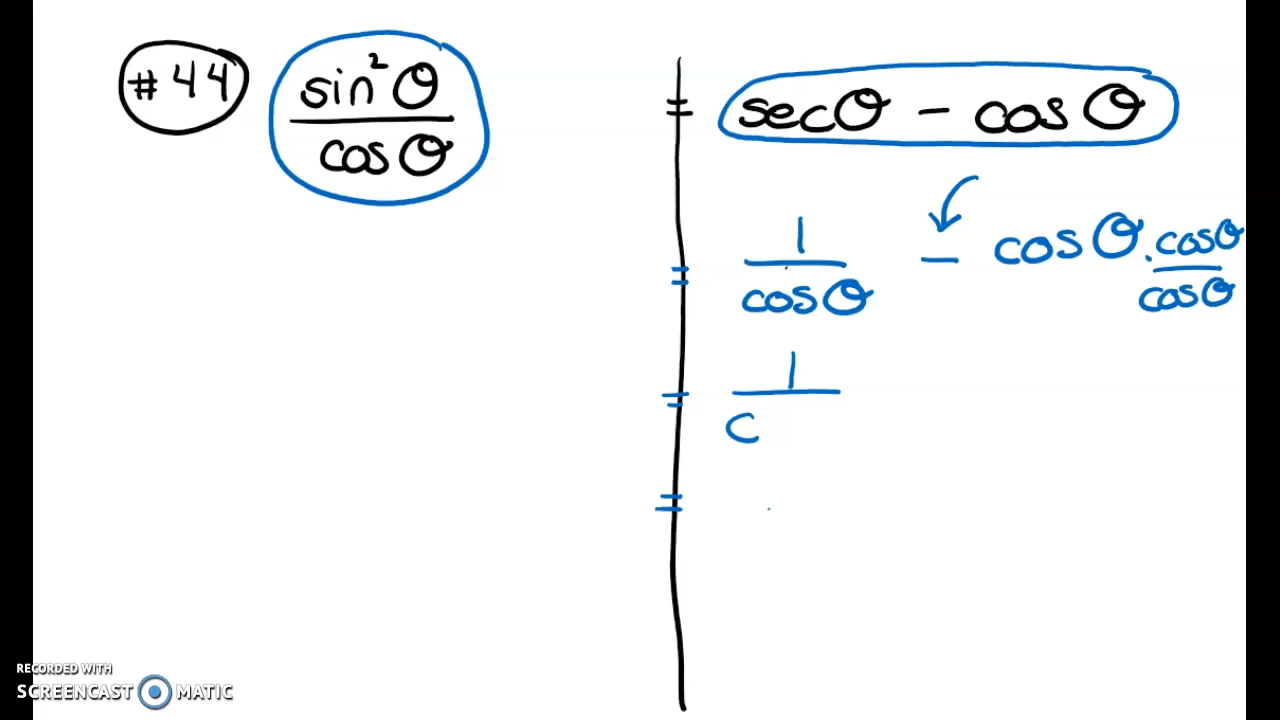 #44 sin²θ/cosθ = secθ − cosθ
= 1/cosθ − cosθ · cosθ/cosθ
= 1/c
=
RECORDED WITH
SCREENCAST MATIC